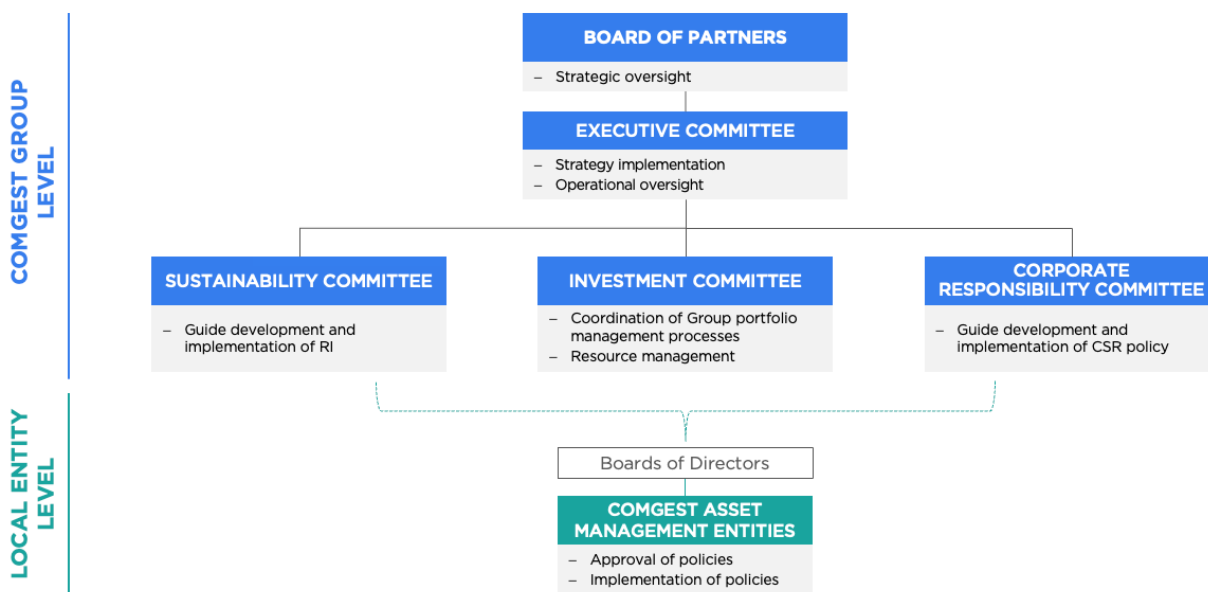 COMGEST GROUP
LEVEL
BOARD OF PARTNERS
– Strategic oversight
EXECUTIVE COMMITTEE
– Strategy implementation
– Operational oversight
SUSTAINABILITY COMMITTEE
– Guide development and
implementation of RI
INVESTMENT COMMITTEE
– Coordination of Group portfolio
management processes
– Resource management
CORPORATE
RESPONSIBILITY COMMITTEE
– Guide development and
implementation of CSR policy
LOCAL ENTITY
LEVEL
Boards of Directors
COMGEST ASSET
MANAGEMENT ENTITIES
– Approval of policies
– Implementation of policies